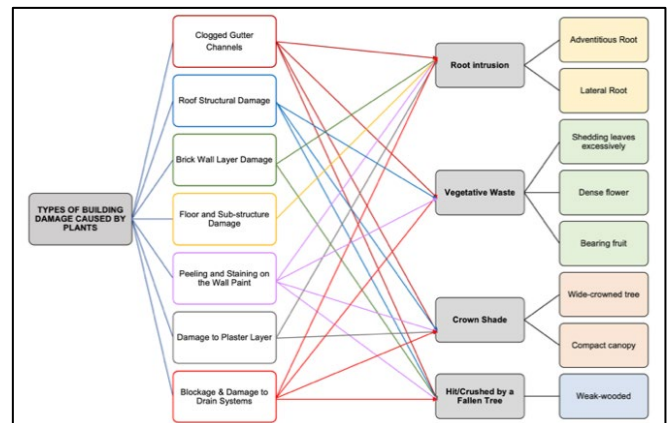 TYPES OF BUILDING
DAMAGE CAUSED BY
PLANTS
Clogged Gutter
Channels
Roof Structural Damage
Brick Wall Layer Damage
Floor and Sub-structure
Damage
Peeling and Staining on
the Wall Paint
Damage to Plaster Layer
Blockage & Damage to
Drain Systems
Root intrusion
Vegetative Waste
Crown Shade
Hit/Crushed by a
Fallen Tree
Adventitious Root
Lateral Root
Shedding leaves
excessively
Dense flower
Bearing fruit
Wide-crowned tree
Compact canopy
Weak-wooded